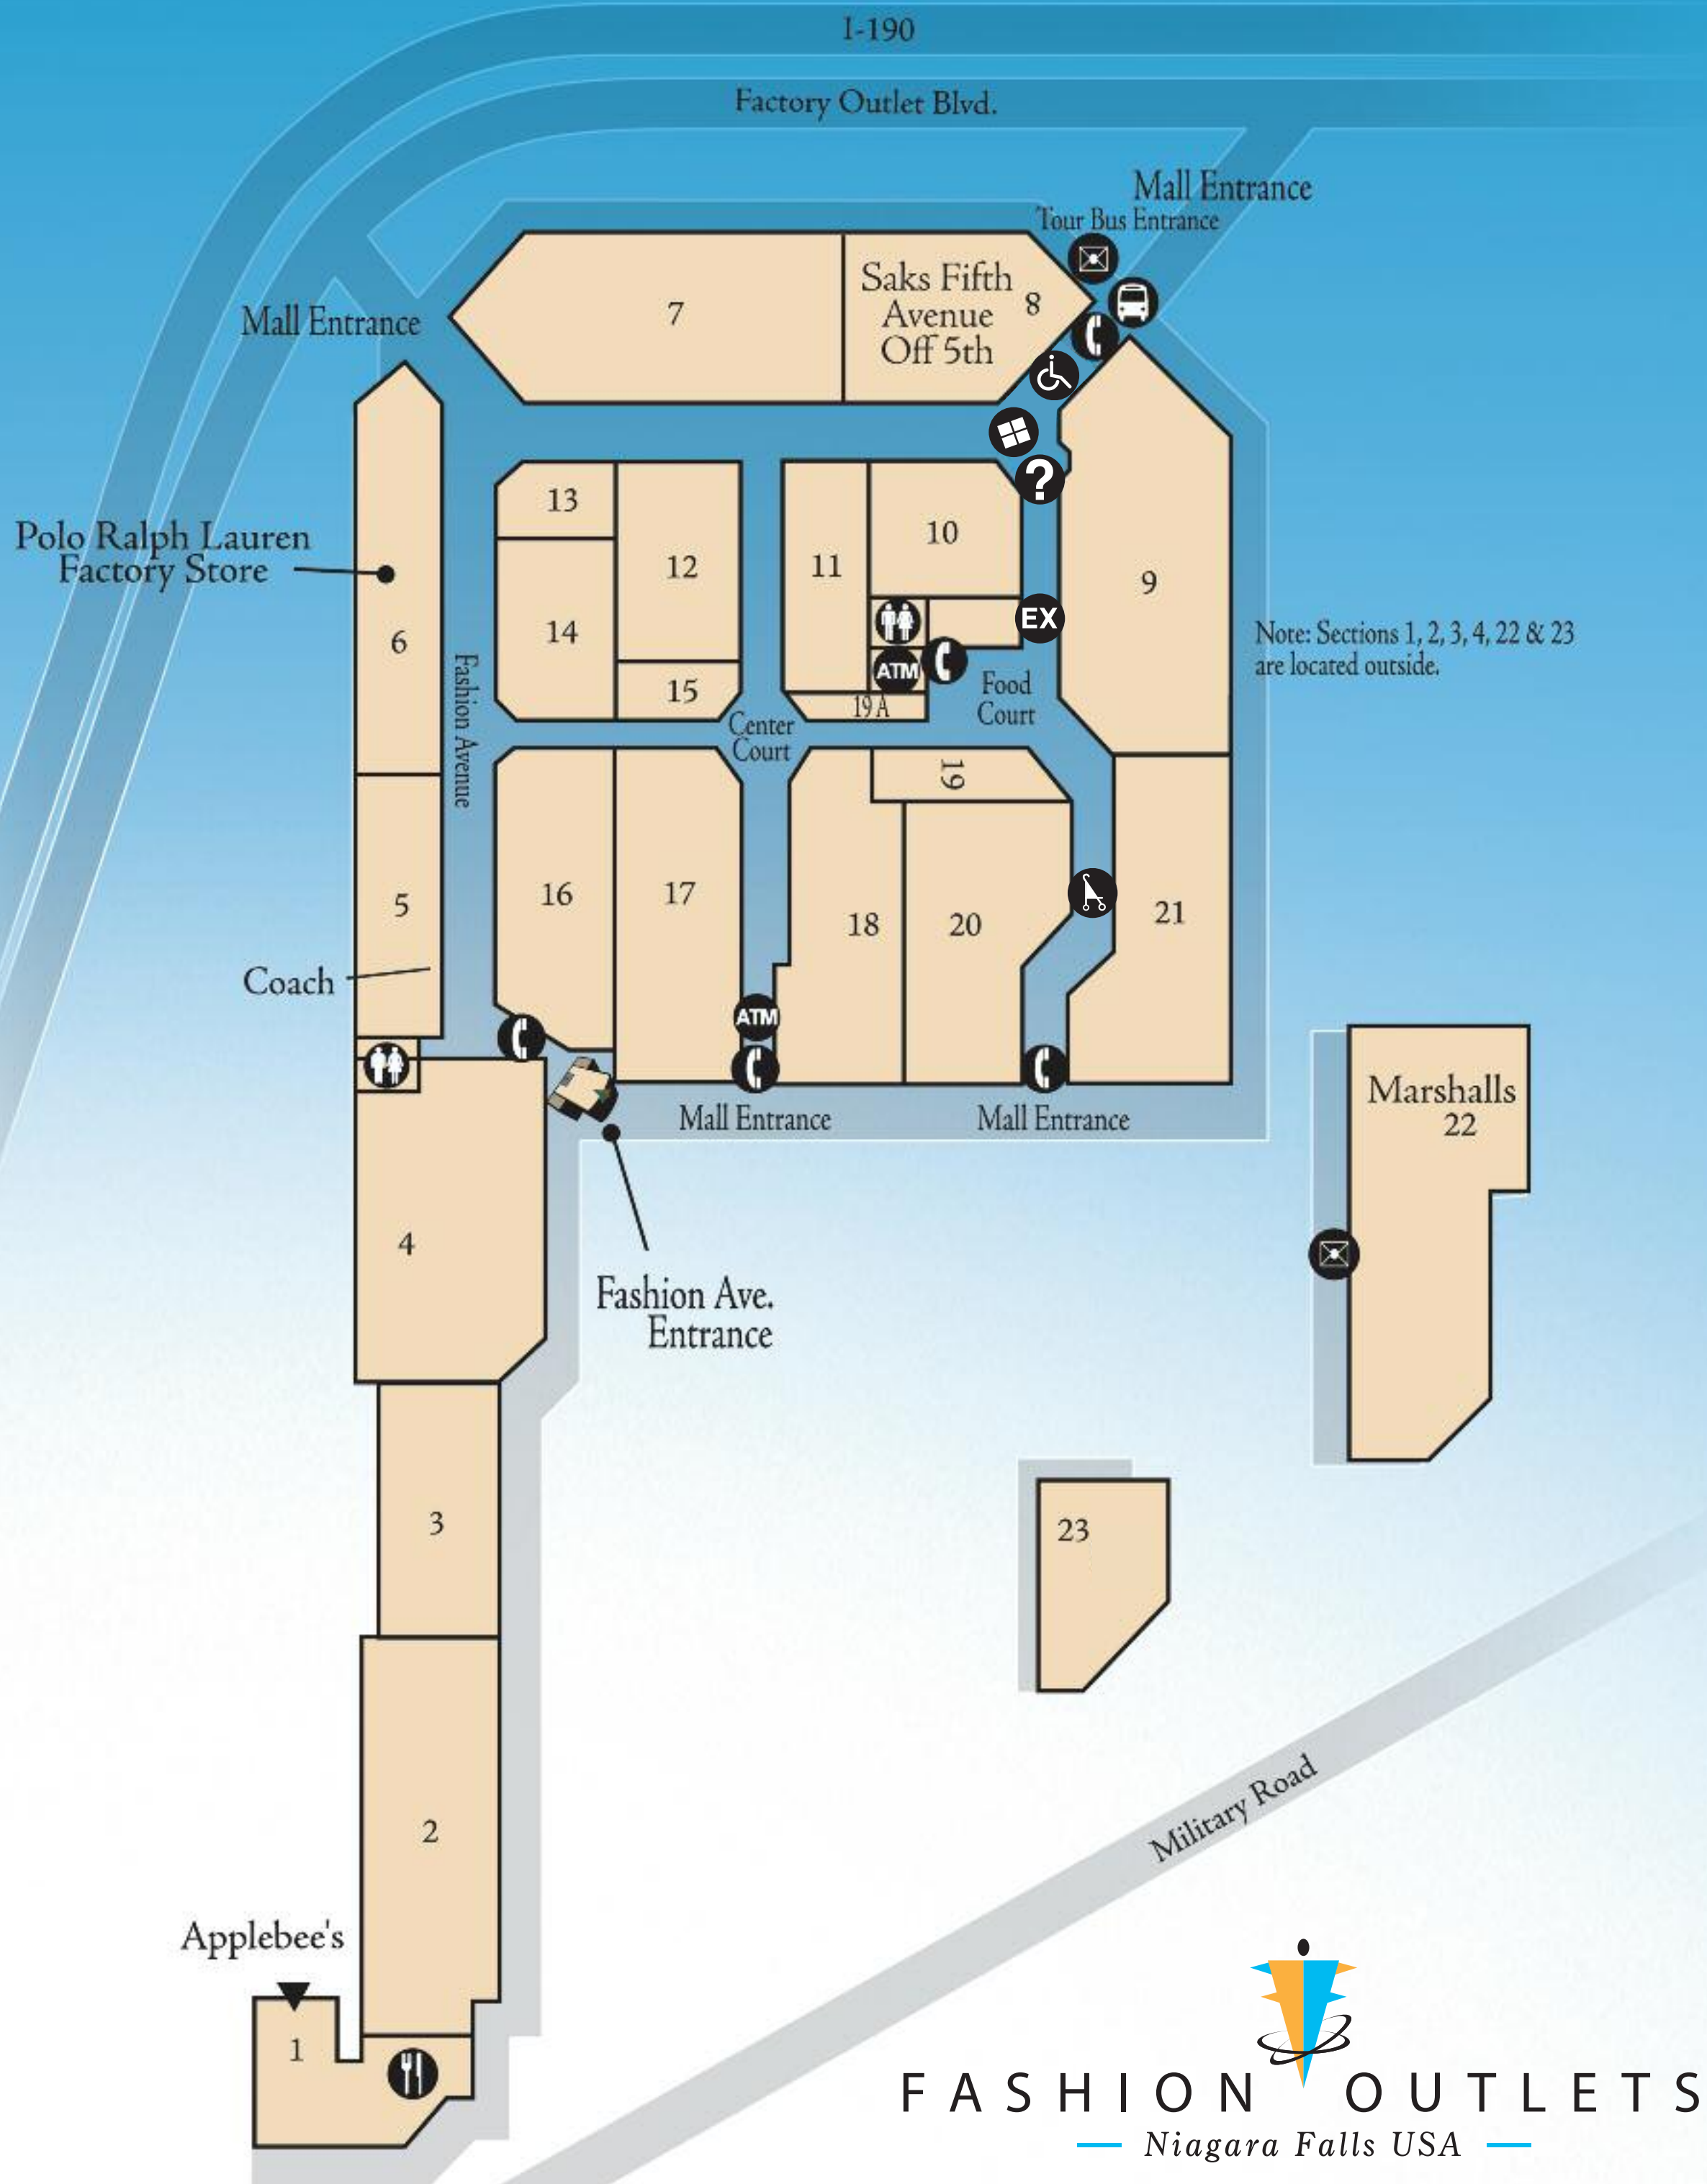 I-190
Factory Outlet Blvd.
Mall Entrance
Tour Bus Entrance
Saks Fifth
Avenue
Off 5th
8
7
Mall Entrance
13
12
11
10
9
Polo Ralph Lauren
Factory Store
6
14
EX
Note: Sections 1, 2, 3, 4, 22 & 23
are located outside.
Fashion Avenue
15
ATM
Food
Court
19 A
Center
Court
19
5
16
17
18
20
21
Coach
ATM
?
Mall Entrance
Mall Entrance
Marshalls
22
4
Fashion Ave.
Entrance
3
23
2
Military Road
Applebee's
1
FASHION OUTLETS
Niagara Falls USA